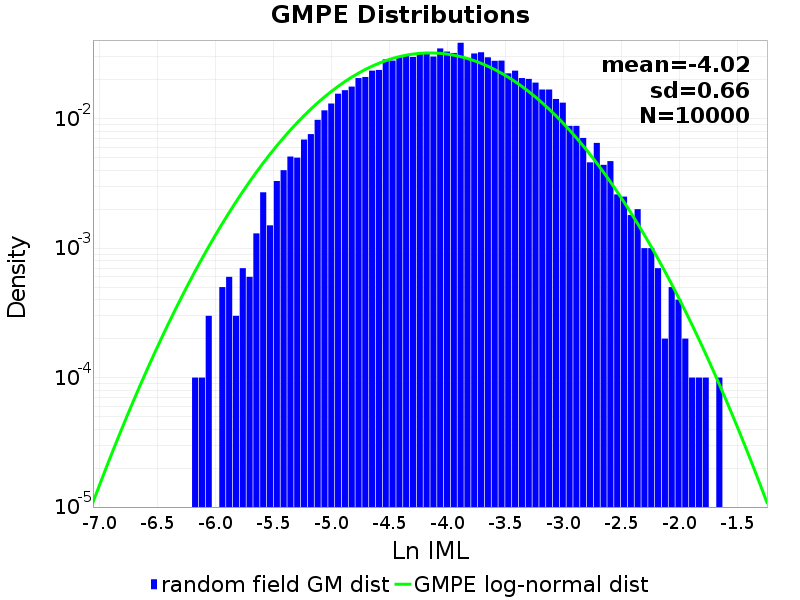 GMPE Distributions
mean=-4.02
sd=0.66
N=10000
10-2
10-3
10-4
10-5
Density
-7.0 -6.5 -6.0 -5.5 -5.0 -4.5 -4.0 -3.5 -3.0 -2.5 -2.0 -1.5
Ln IML
random field GM dist GMPE log-normal dist